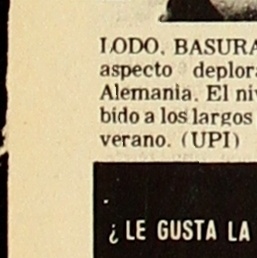 LODO, BASURA
aspecto deplora
Alemania. El niv
bido a los largos
verano. (UPI)
¿ LE GUSTA LA